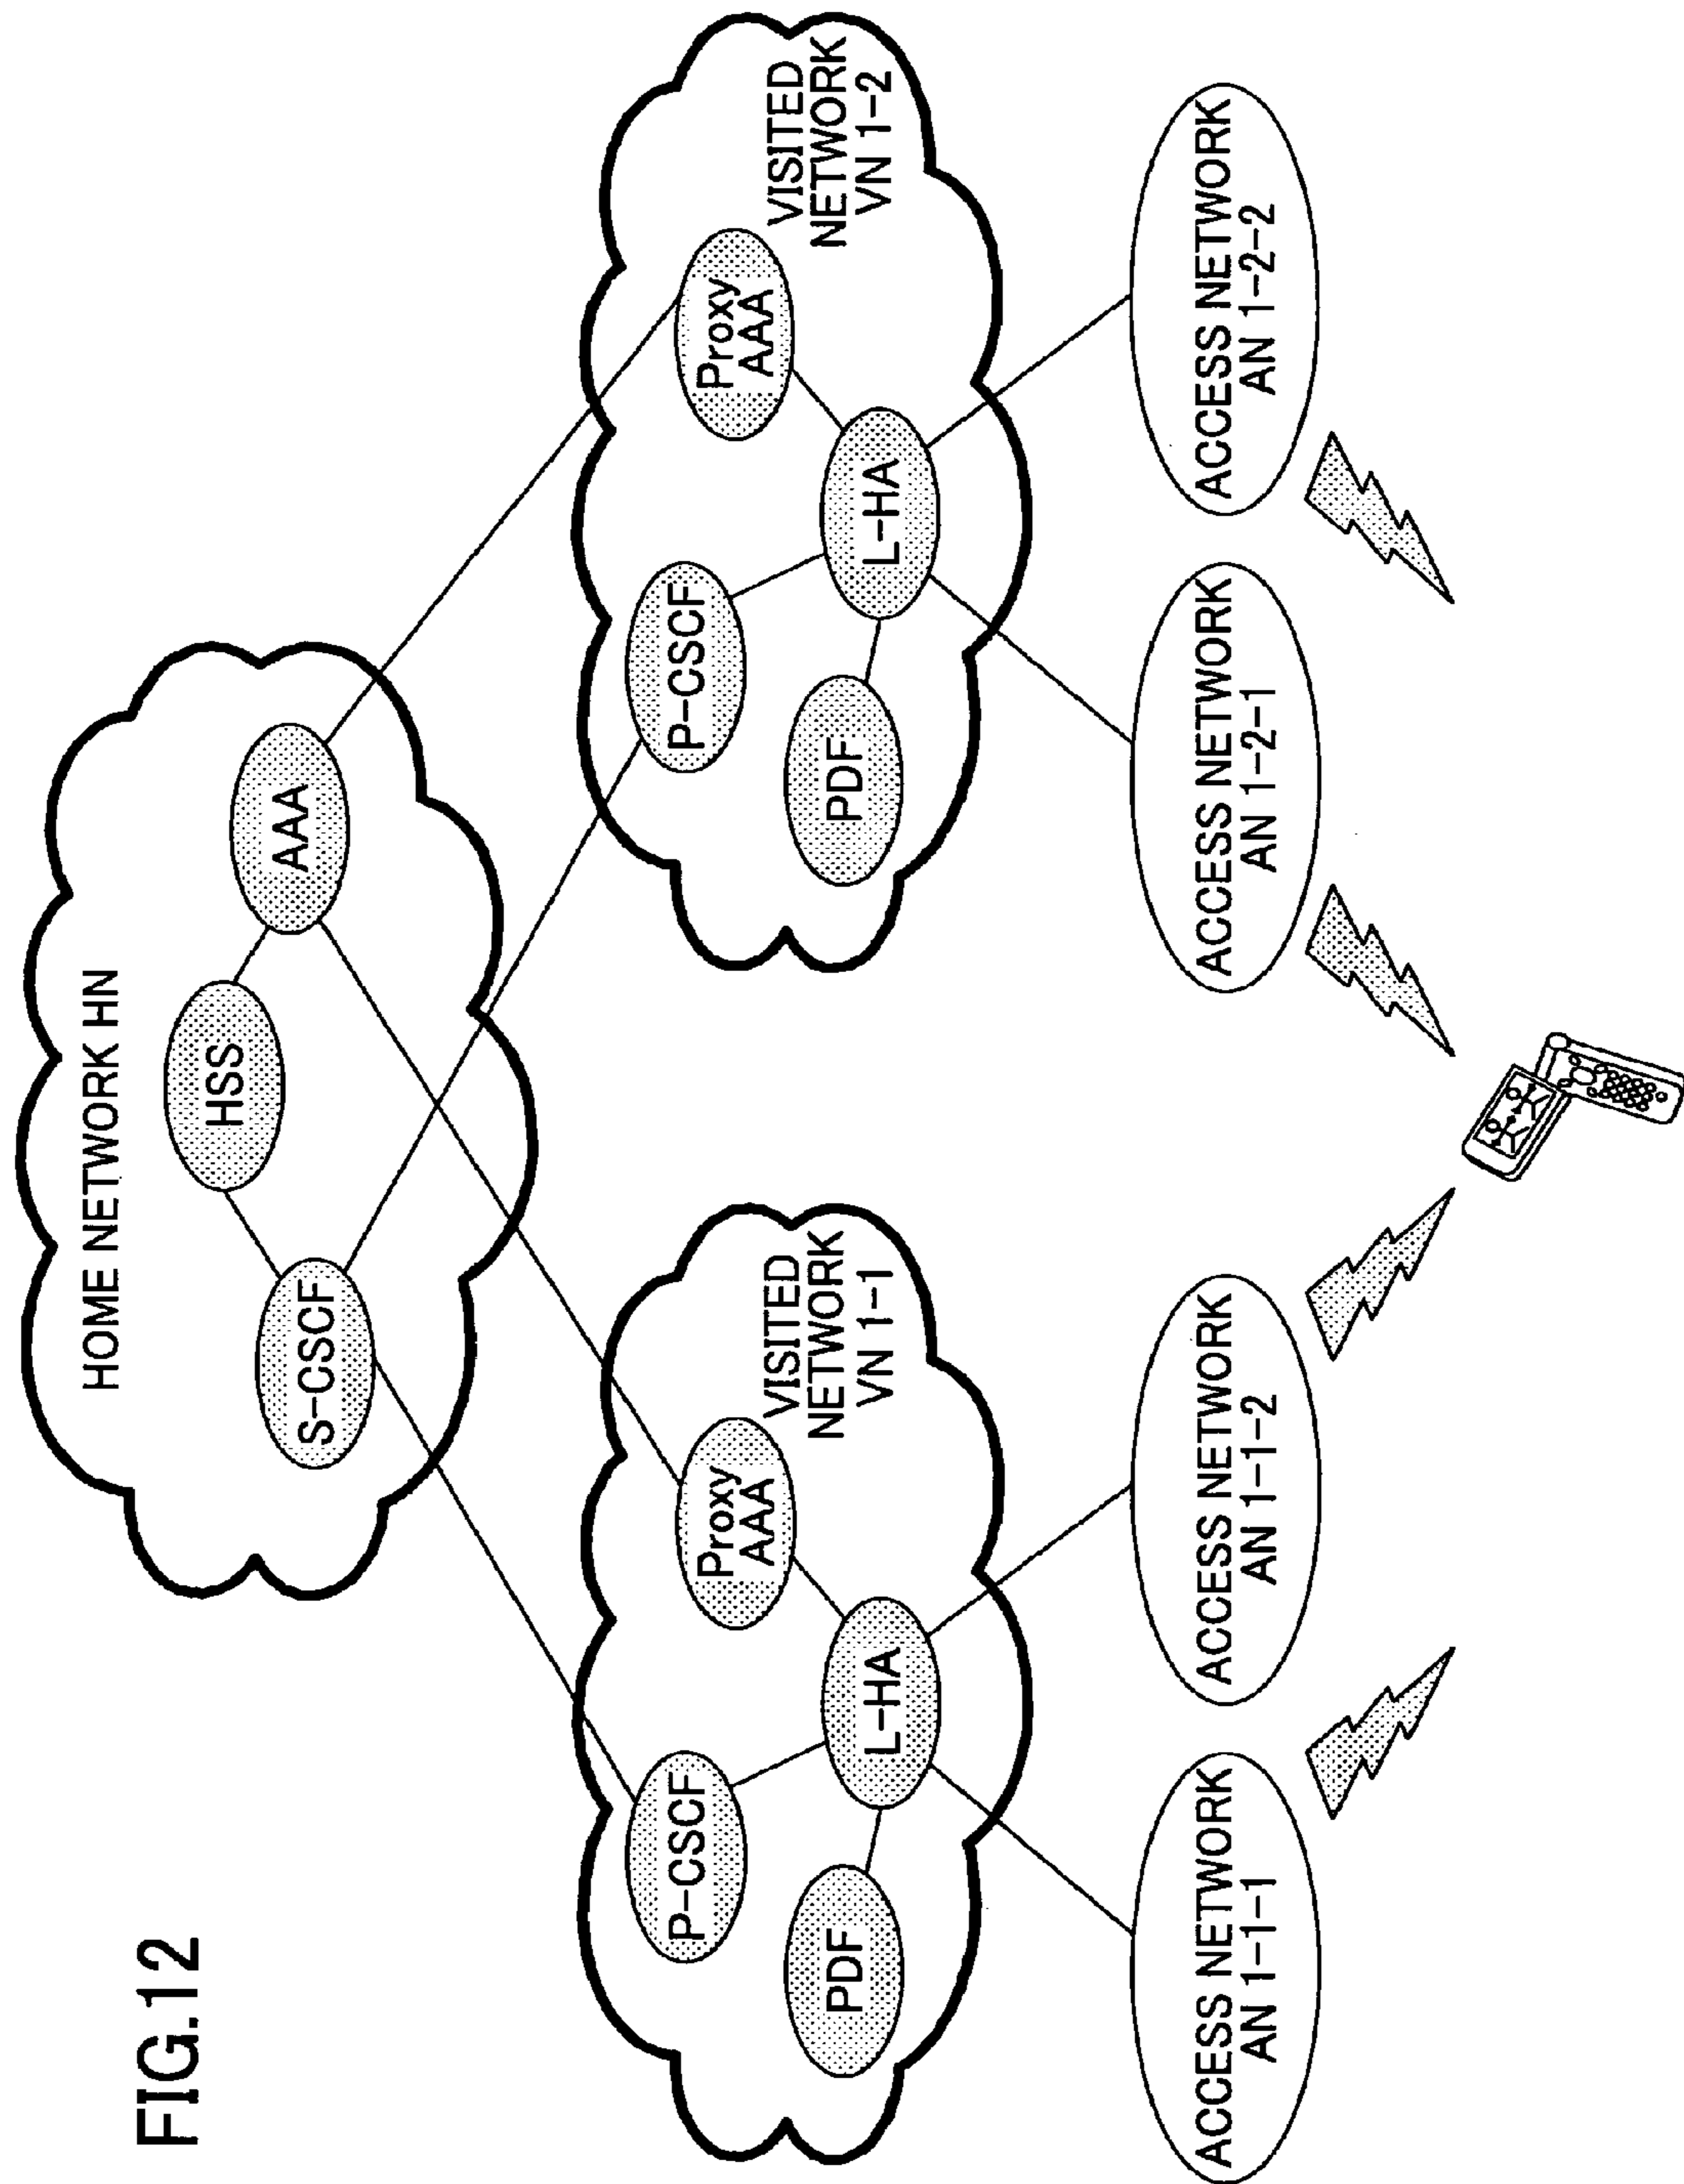 FIG.12
HOME NETWORK HN
HSS
S-CSCF
AAA
P-CSCF
Proxy
AAA
PDF
L-HA
VISITED
NETWORK
VN 1-1
P-CSCF
Proxy
AAA
PDF
L-HA
VISITED
NETWORK
VN 1-2
ACCESS NETWORK
AN 1-1-1
ACCESS NETWORK
AN 1-1-2
ACCESS NETWORK
AN 1-2-1
ACCESS NETWORK
AN 1-2-2